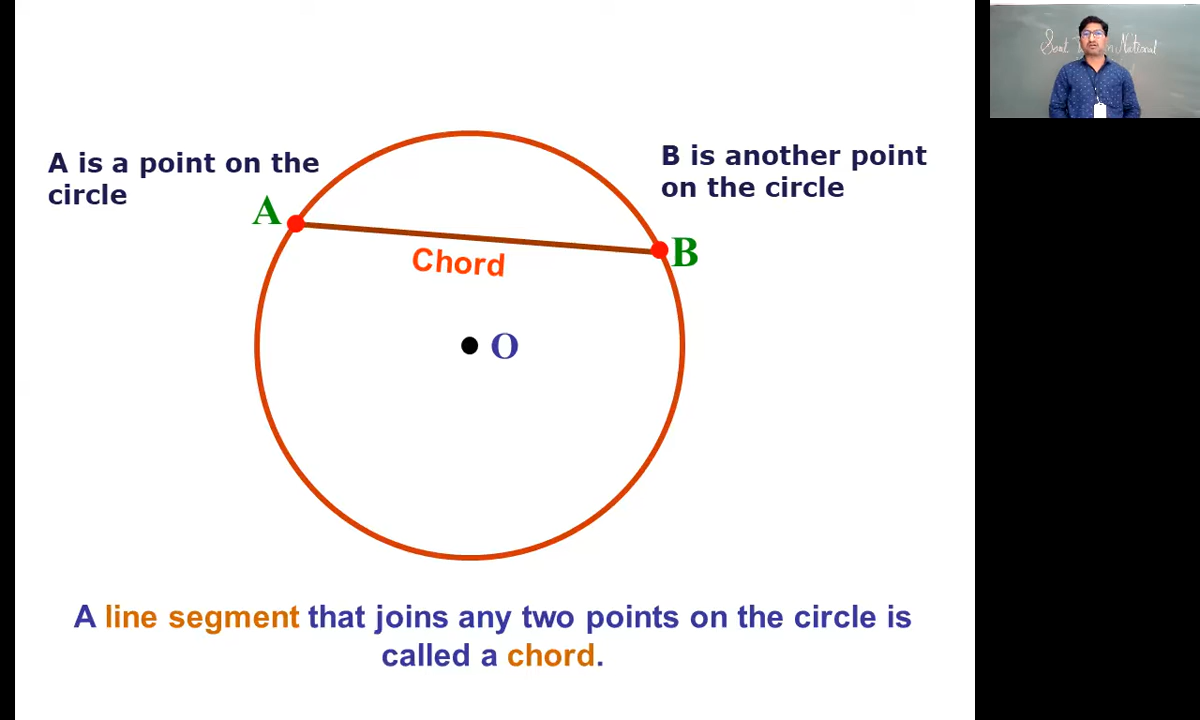 A is a point on the
circle
B is another point
on the circle
A
B
Chord
O
A line segment that joins any two points on the circle is
called a chord.
National